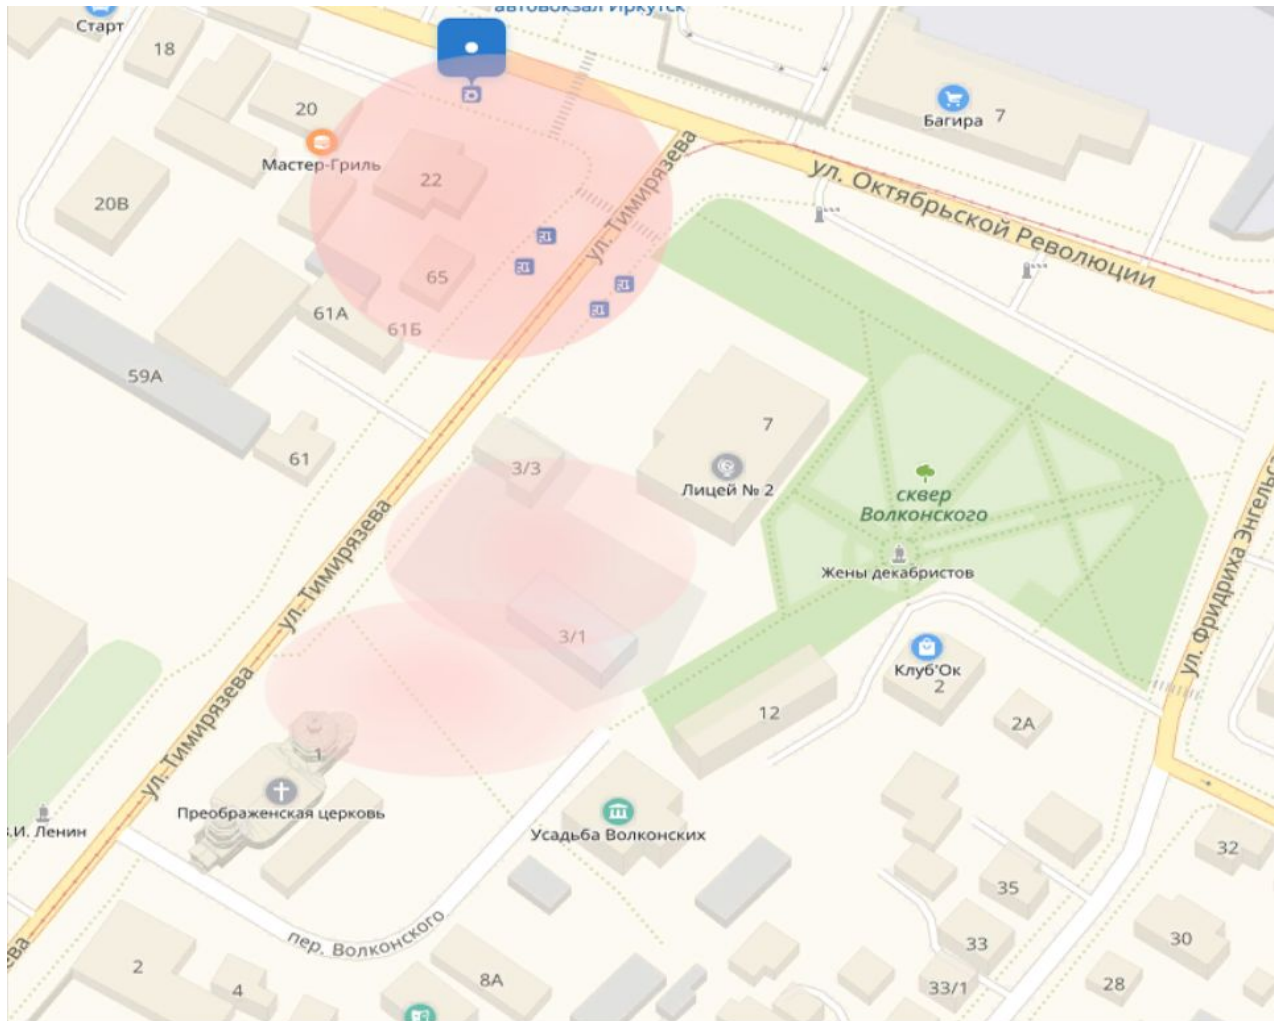 автовокзал Иркутск
Старт
18
20
Мастер-Гриль
22
20В
Багира
7
ул. Октябрьской Революции
ул. Тимирязева
65
61А
61Б
59А
61
3/3
7
Лицей № 2
сквер
Волконского
Жены декабристов
ул. Тимирязева
3/1
ул. Фридриха Энгельса
Клуб'Ок
2
2А
12
ул. Тимирязева
1
Преображенская церковь
В.И. Ленин
Усадьба Волконских
32
35
пер. Волконского
33
30
2
4
8А
33/1
28
ева